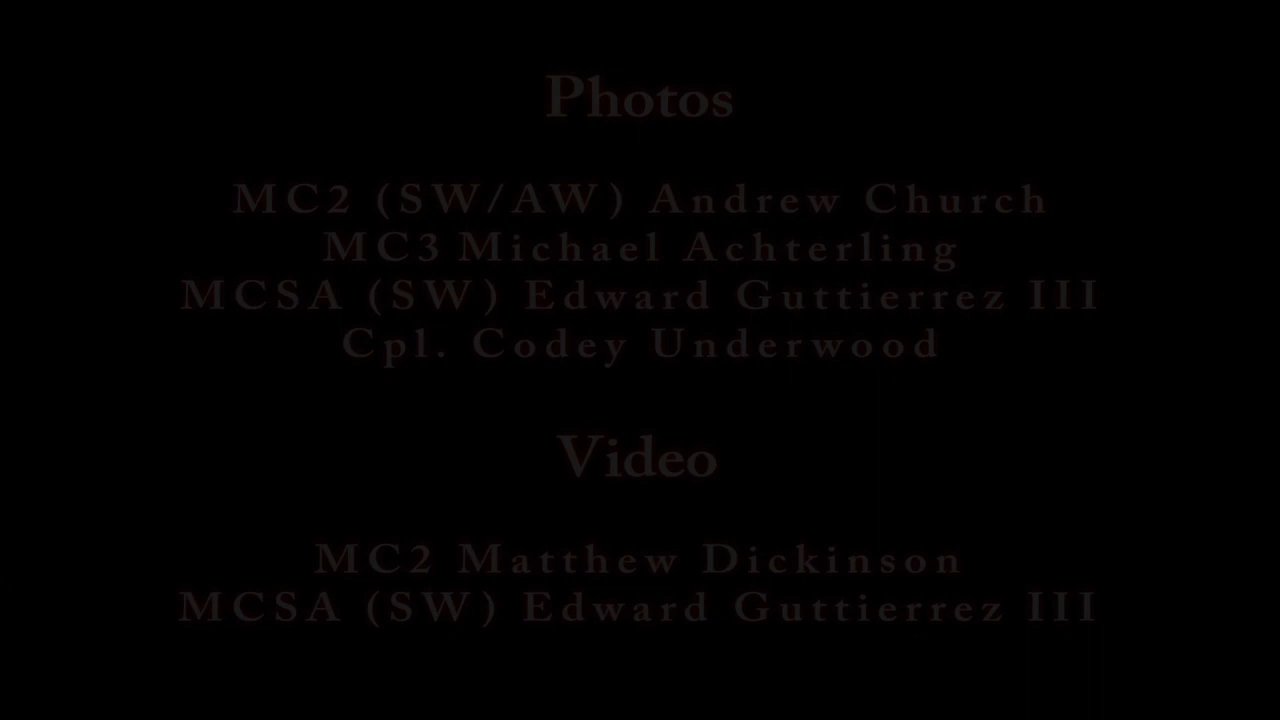 Photos
MC2 (SW/AW) Andrew Church
MC3 Michael Achterling
MCSA (SW) Edward Guttierrez III
Cpl. Codey Underwood
Video
MC2 Matthew Dickinson
MCSA (SW) Edward Guttierrez III